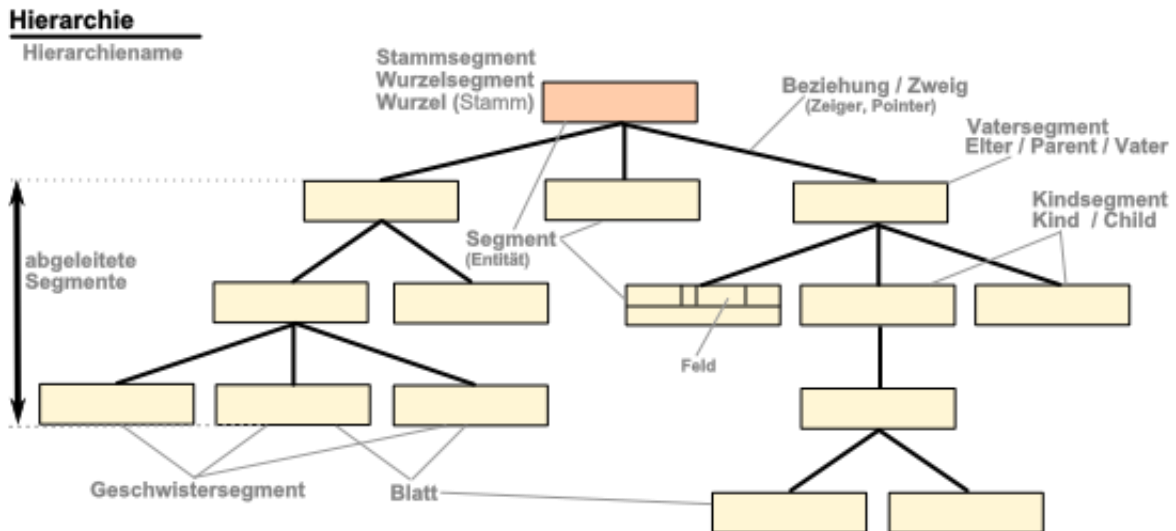 Hierarchie
Hierarchiename
Stammsegment
Wurzelsegment
Wurzel (Stamm)
Beziehung / Zweig
(Zeiger, Pointer)
Vatersegment
Elter / Parent / Vater
Kindsegment
Kind / Child
Segment
(Entität)
abgeleitete
Segmente
Feld
Geschwistersegment
Blatt